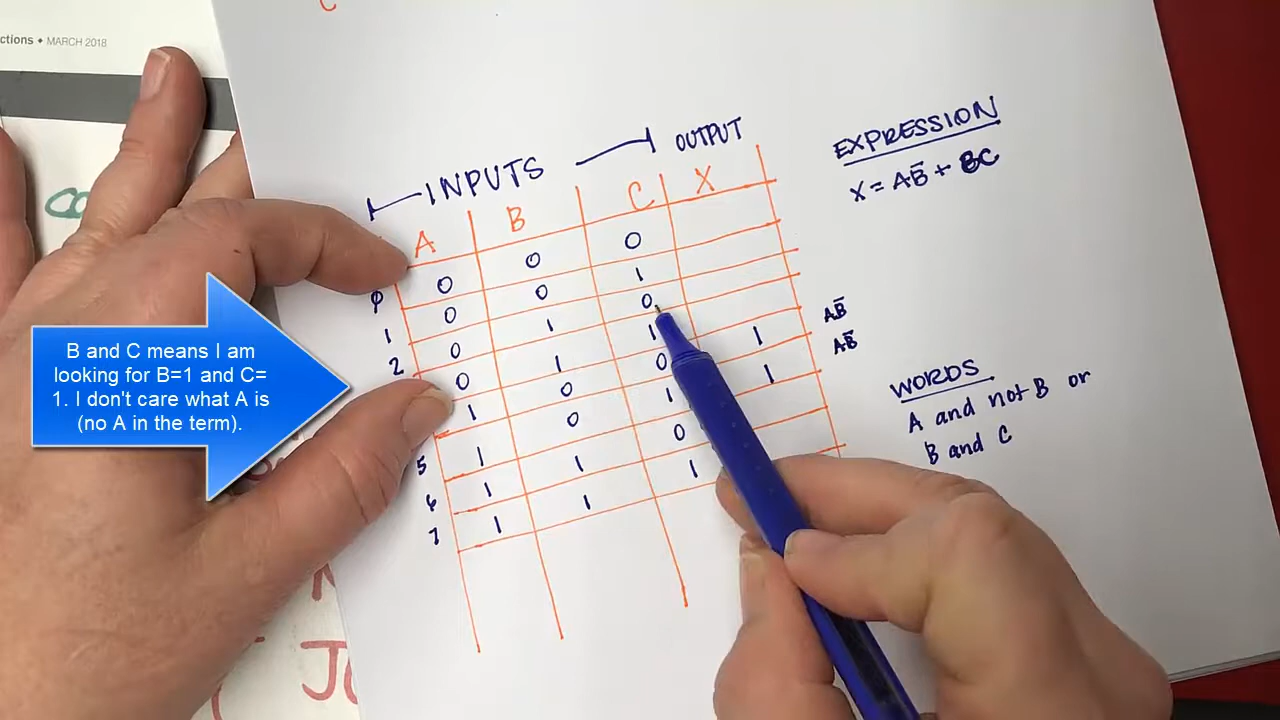 ctions • MARCH 2018
C
INPUTS
OUTPUT
A B C X
0 0 0 0
1 0 0 1
2 0 1 0
0 1 1
1 0 0 1 AB̅
5 1 0 1 1 AB̅
6 1 1 0
7 1 1 1
EXPRESSION
X = AB̅ + BC
WORDS
A and not B or
B and C
B and C means I am
looking for B=1 and C=
1. I don't care what A is
(no A in the term).